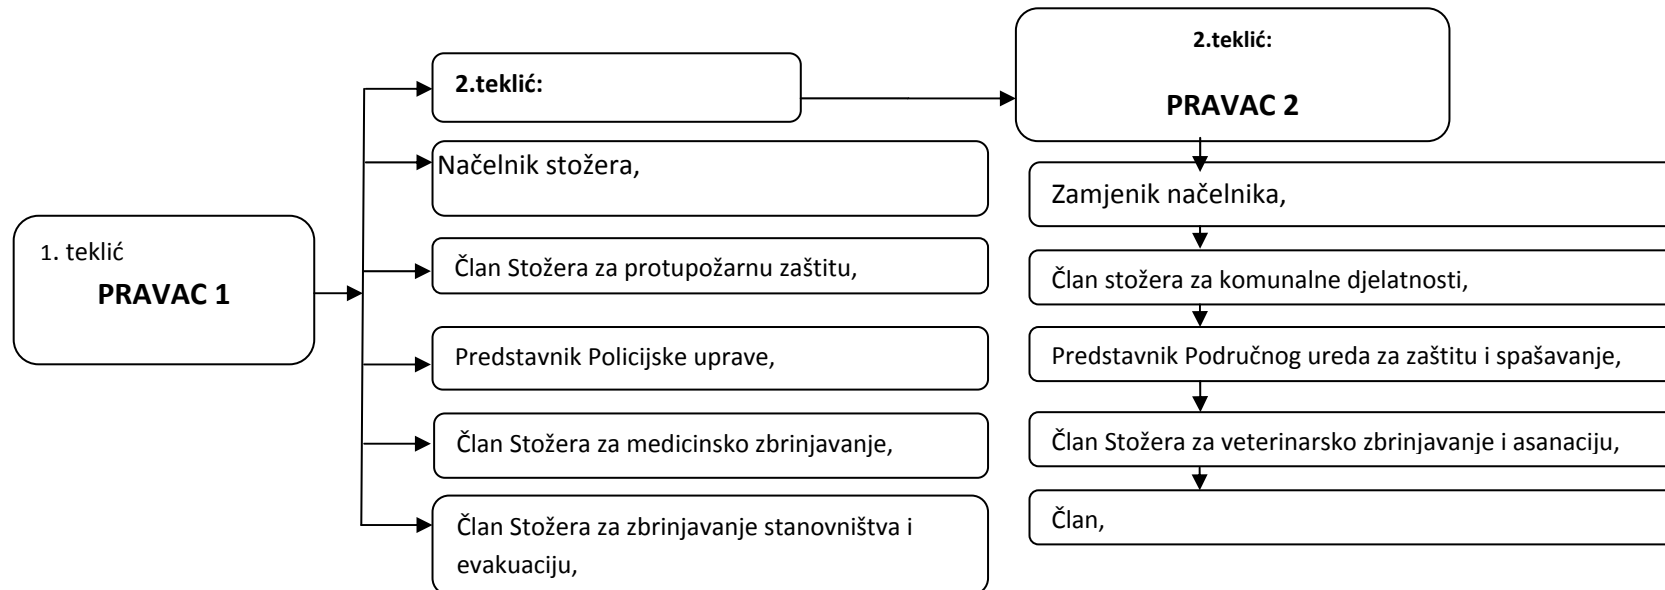 1. teklić
PRAVAC 1
2.teklić:
Načelnik stožera,
Član Stožera za protupožarnu zaštitu,
Predstavnik Policijske uprave,
Član Stožera za medicinsko zbrinjavanje,
Član Stožera za zbrinjavanje stanovništva i
evakuaciju,
2.teklić:
PRAVAC 2
Zamjenik načelnika,
Član stožera za komunalne djelatnosti,
Predstavnik Područnog ureda za zaštitu i spašavanje,
Član Stožera za veterinarsko zbrinjavanje i asanaciju,
Član,